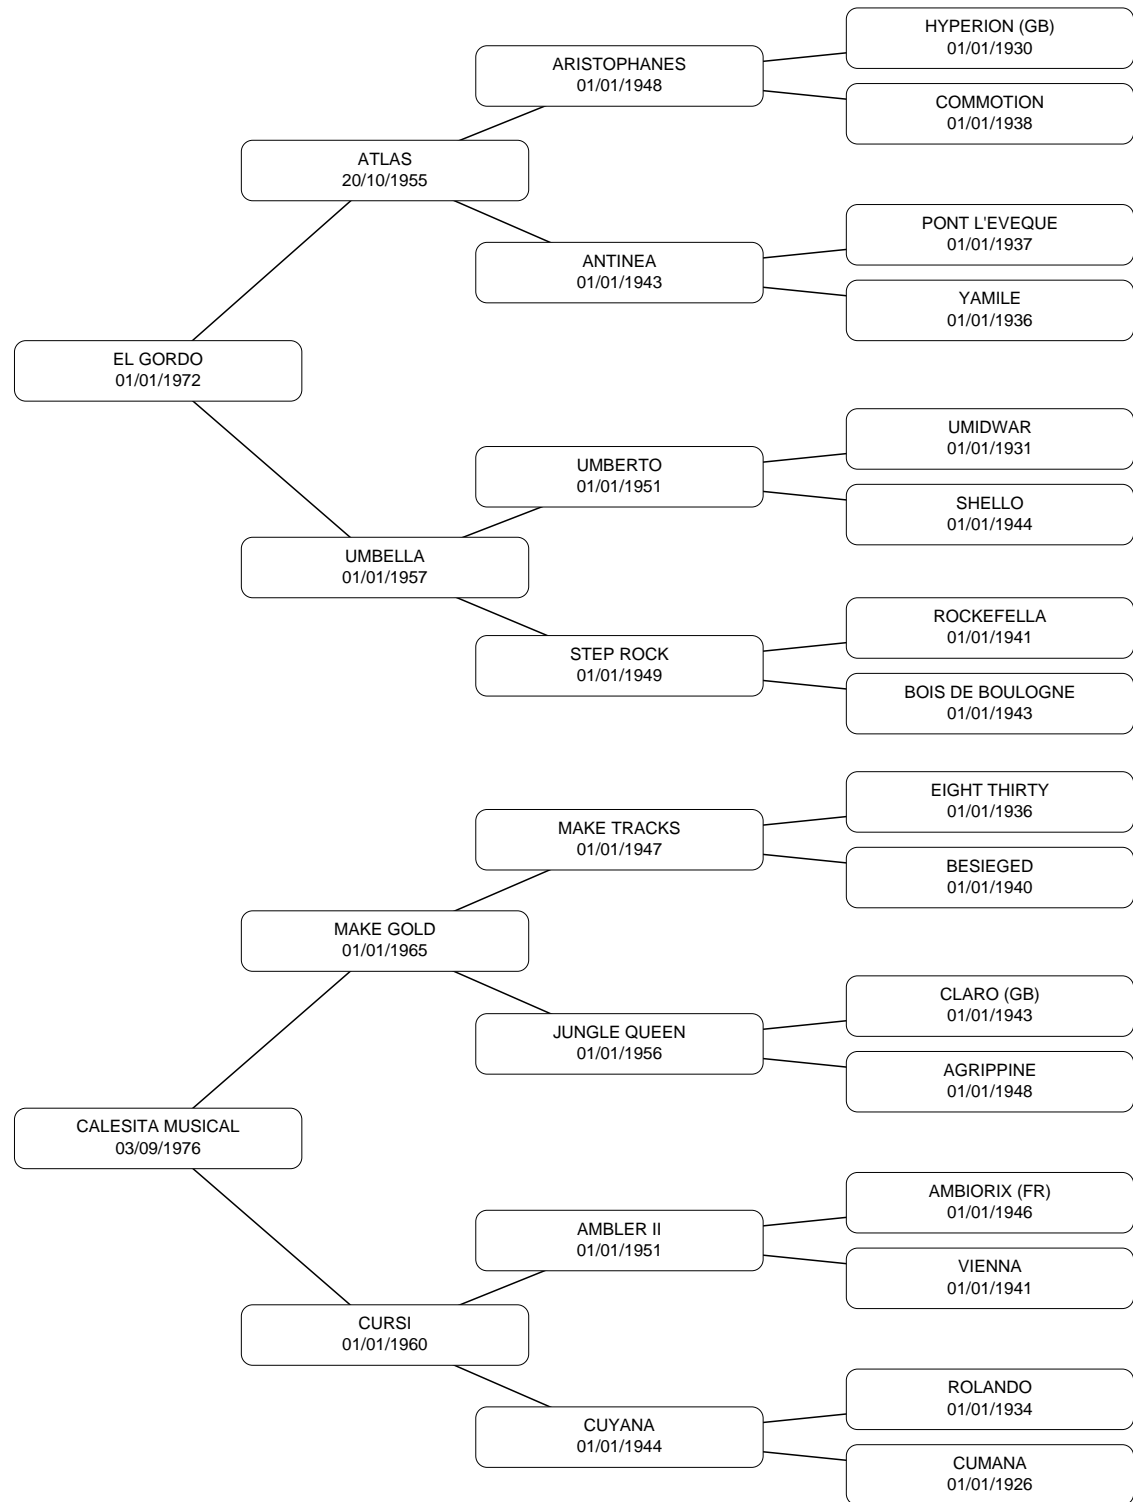 HYPERION (GB)
01/01/1930
ARISTOPHANES
01/01/1948
COMMOTION
01/01/1938
ATLAS
20/10/1955
PONT L'EVEQUE
01/01/1937
ANTINEA
01/01/1943
YAMILE
01/01/1936
EL GORDO
01/01/1972
UMIDWAR
01/01/1931
UMBERTO
01/01/1951
SHELLO
01/01/1944
UMBELLA
01/01/1957
ROCKEFELLA
01/01/1941
STEP ROCK
01/01/1949
BOIS DE BOULOGNE
01/01/1943
EIGHT THIRTY
01/01/1936
MAKE TRACKS
01/01/1947
BESIEGED
01/01/1940
MAKE GOLD
01/01/1965
CLARO (GB)
01/01/1943
JUNGLE QUEEN
01/01/1956
AGRIPPINE
01/01/1948
CALESITA MUSICAL
03/09/1976
AMBIORIX (FR)
01/01/1946
AMBLER II
01/01/1951
VIENNA
01/01/1941
CURSI
01/01/1960
ROLANDO
01/01/1934
CUYANA
01/01/1944
CUMANA
01/01/1926